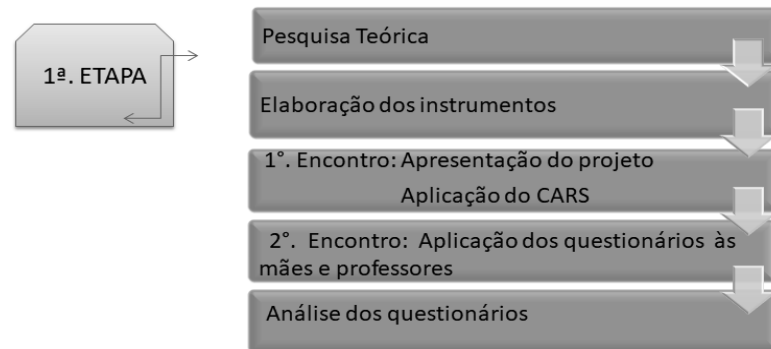 1ª. ETAPA
Pesquisa Teórica
Elaboração dos instrumentos
1°. Encontro: Apresentação do projeto
Aplicação do CARS
2°. Encontro: Aplicação dos questionários às
mães e professores
Análise dos questionários